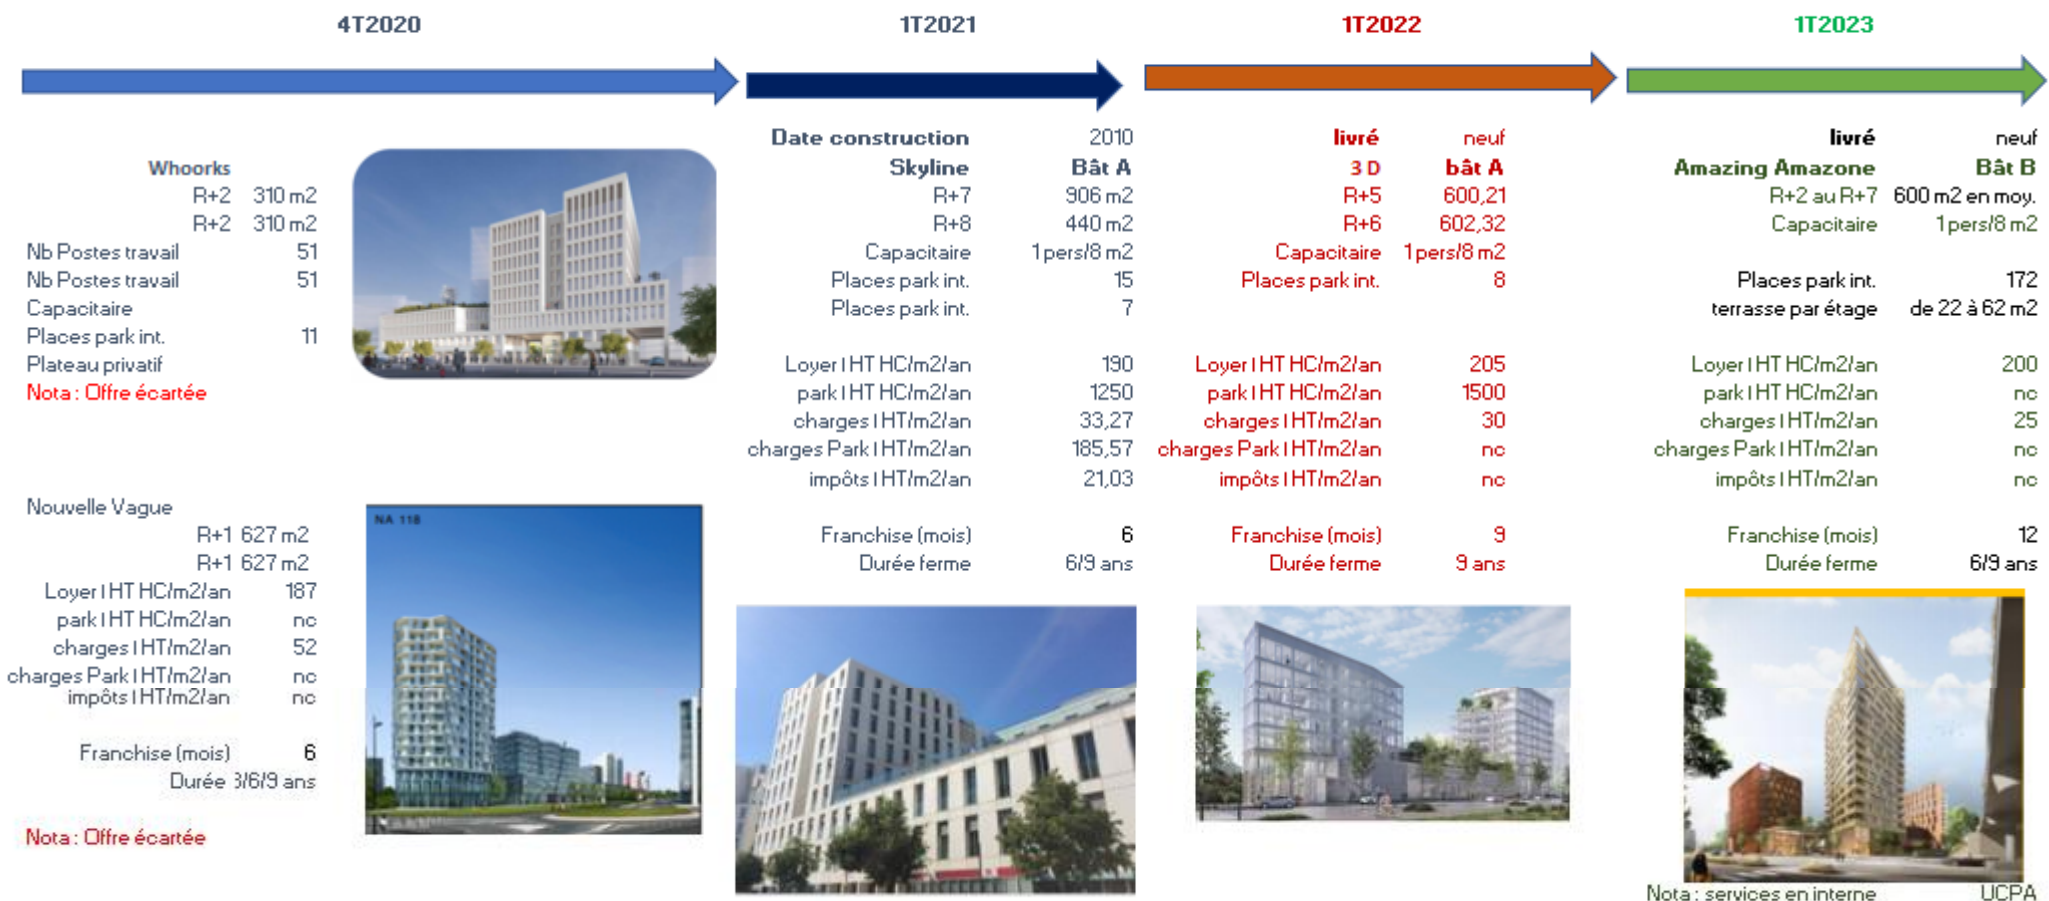 4T2020
Whoorks
R+2 310 m2
R+2 310 m2
Nb Postes travail 51
Nb Postes travail 51
Capacitaire
Places park int. 11
Plateau privatif
Nota : Offre écartée
Nouvelle Vague
R+1 627 m2
R+1 627 m2
Loyer HT HC/m2/an 187
park HT HC/m2/an nc
charges HT/m2/an 52
charges Park HT/m2/an nc
impôts HT/m2/an nc
Franchise (mois) 6
Durée 3/6/9 ans
Nota : Offre écartée
NA 118
1T2021
Date construction 2010
Skyline Bât A
R+7 906 m2
R+8 440 m2
Capacitaire 1pers/8 m2
Places park int. 15
Places park int. 7
Loyer HT HC/m2/an 190
park HT HC/m2/an 1250
charges HT/m2/an 33,27
charges Park HT/m2/an 185,57
impôts HT/m2/an 21,03
Franchise (mois) 6
Durée ferme 6/9 ans
1T2022
livré neuf
3 D bât A
R+5 600,21
R+6 602,32
Capacitaire 1pers/8 m2
Places park int. 8
Loyer HT HC/m2/an 205
park HT HC/m2/an 1500
charges HT/m2/an 30
charges Park HT/m2/an nc
impôts HT/m2/an nc
Franchise (mois) 9
Durée ferme 9 ans
1T2023
livré neuf
Amazing Amazone Bât B
R+2 au R+7 600 m2 en moy.
Capacitaire 1pers/8 m2
Places park int. 172
terrasse par étage de 22 à 62 m2
Loyer HT HC/m2/an 200
park HT HC/m2/an nc
charges HT/m2/an 25
charges Park HT/m2/an nc
impôts HT/m2/an nc
Franchise (mois) 12
Durée ferme 6/9 ans
Nota : services en interne UCPA